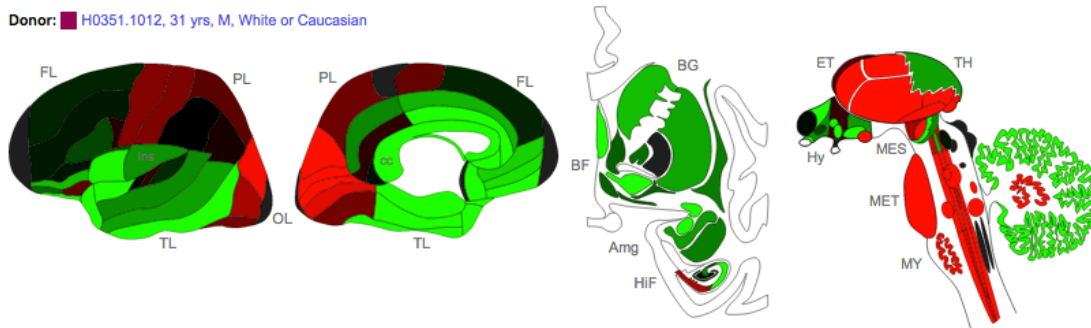 Donor: H0351.1012, 31 yrs, M, White or Caucasian
FL
PL
Ins
OL
TL
PL
FL
cc
TL
BG
BF
Amg
HiF
ET
TH
Hy
MES
MET
MY